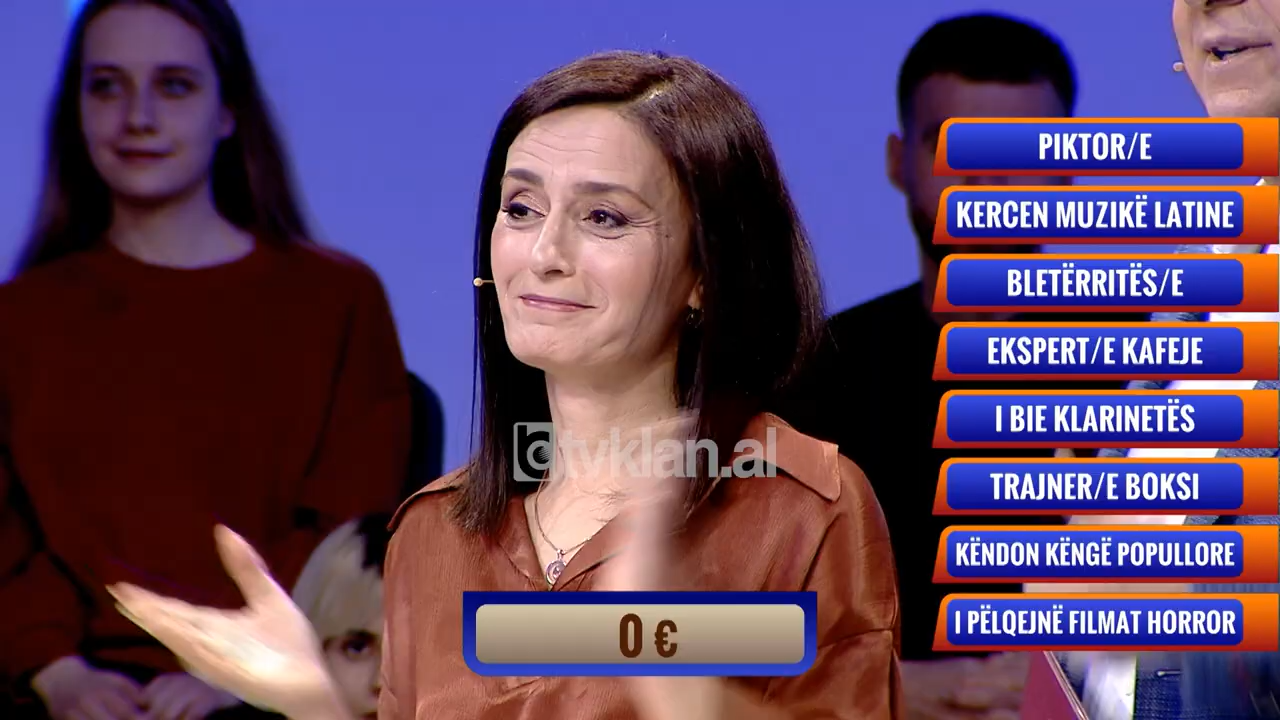 PIKTOR/E
KERCEN MUZIKË LATINE
BLETËRRITËS/E
EKSPERT/E KAFEJE
I BIE KLARINETËS
TRAJNER/E BOKSI
KËNDON KËNGË POPULLORE
I PËLQEJNË FILMAT HORROR
tvklan.al
0 €